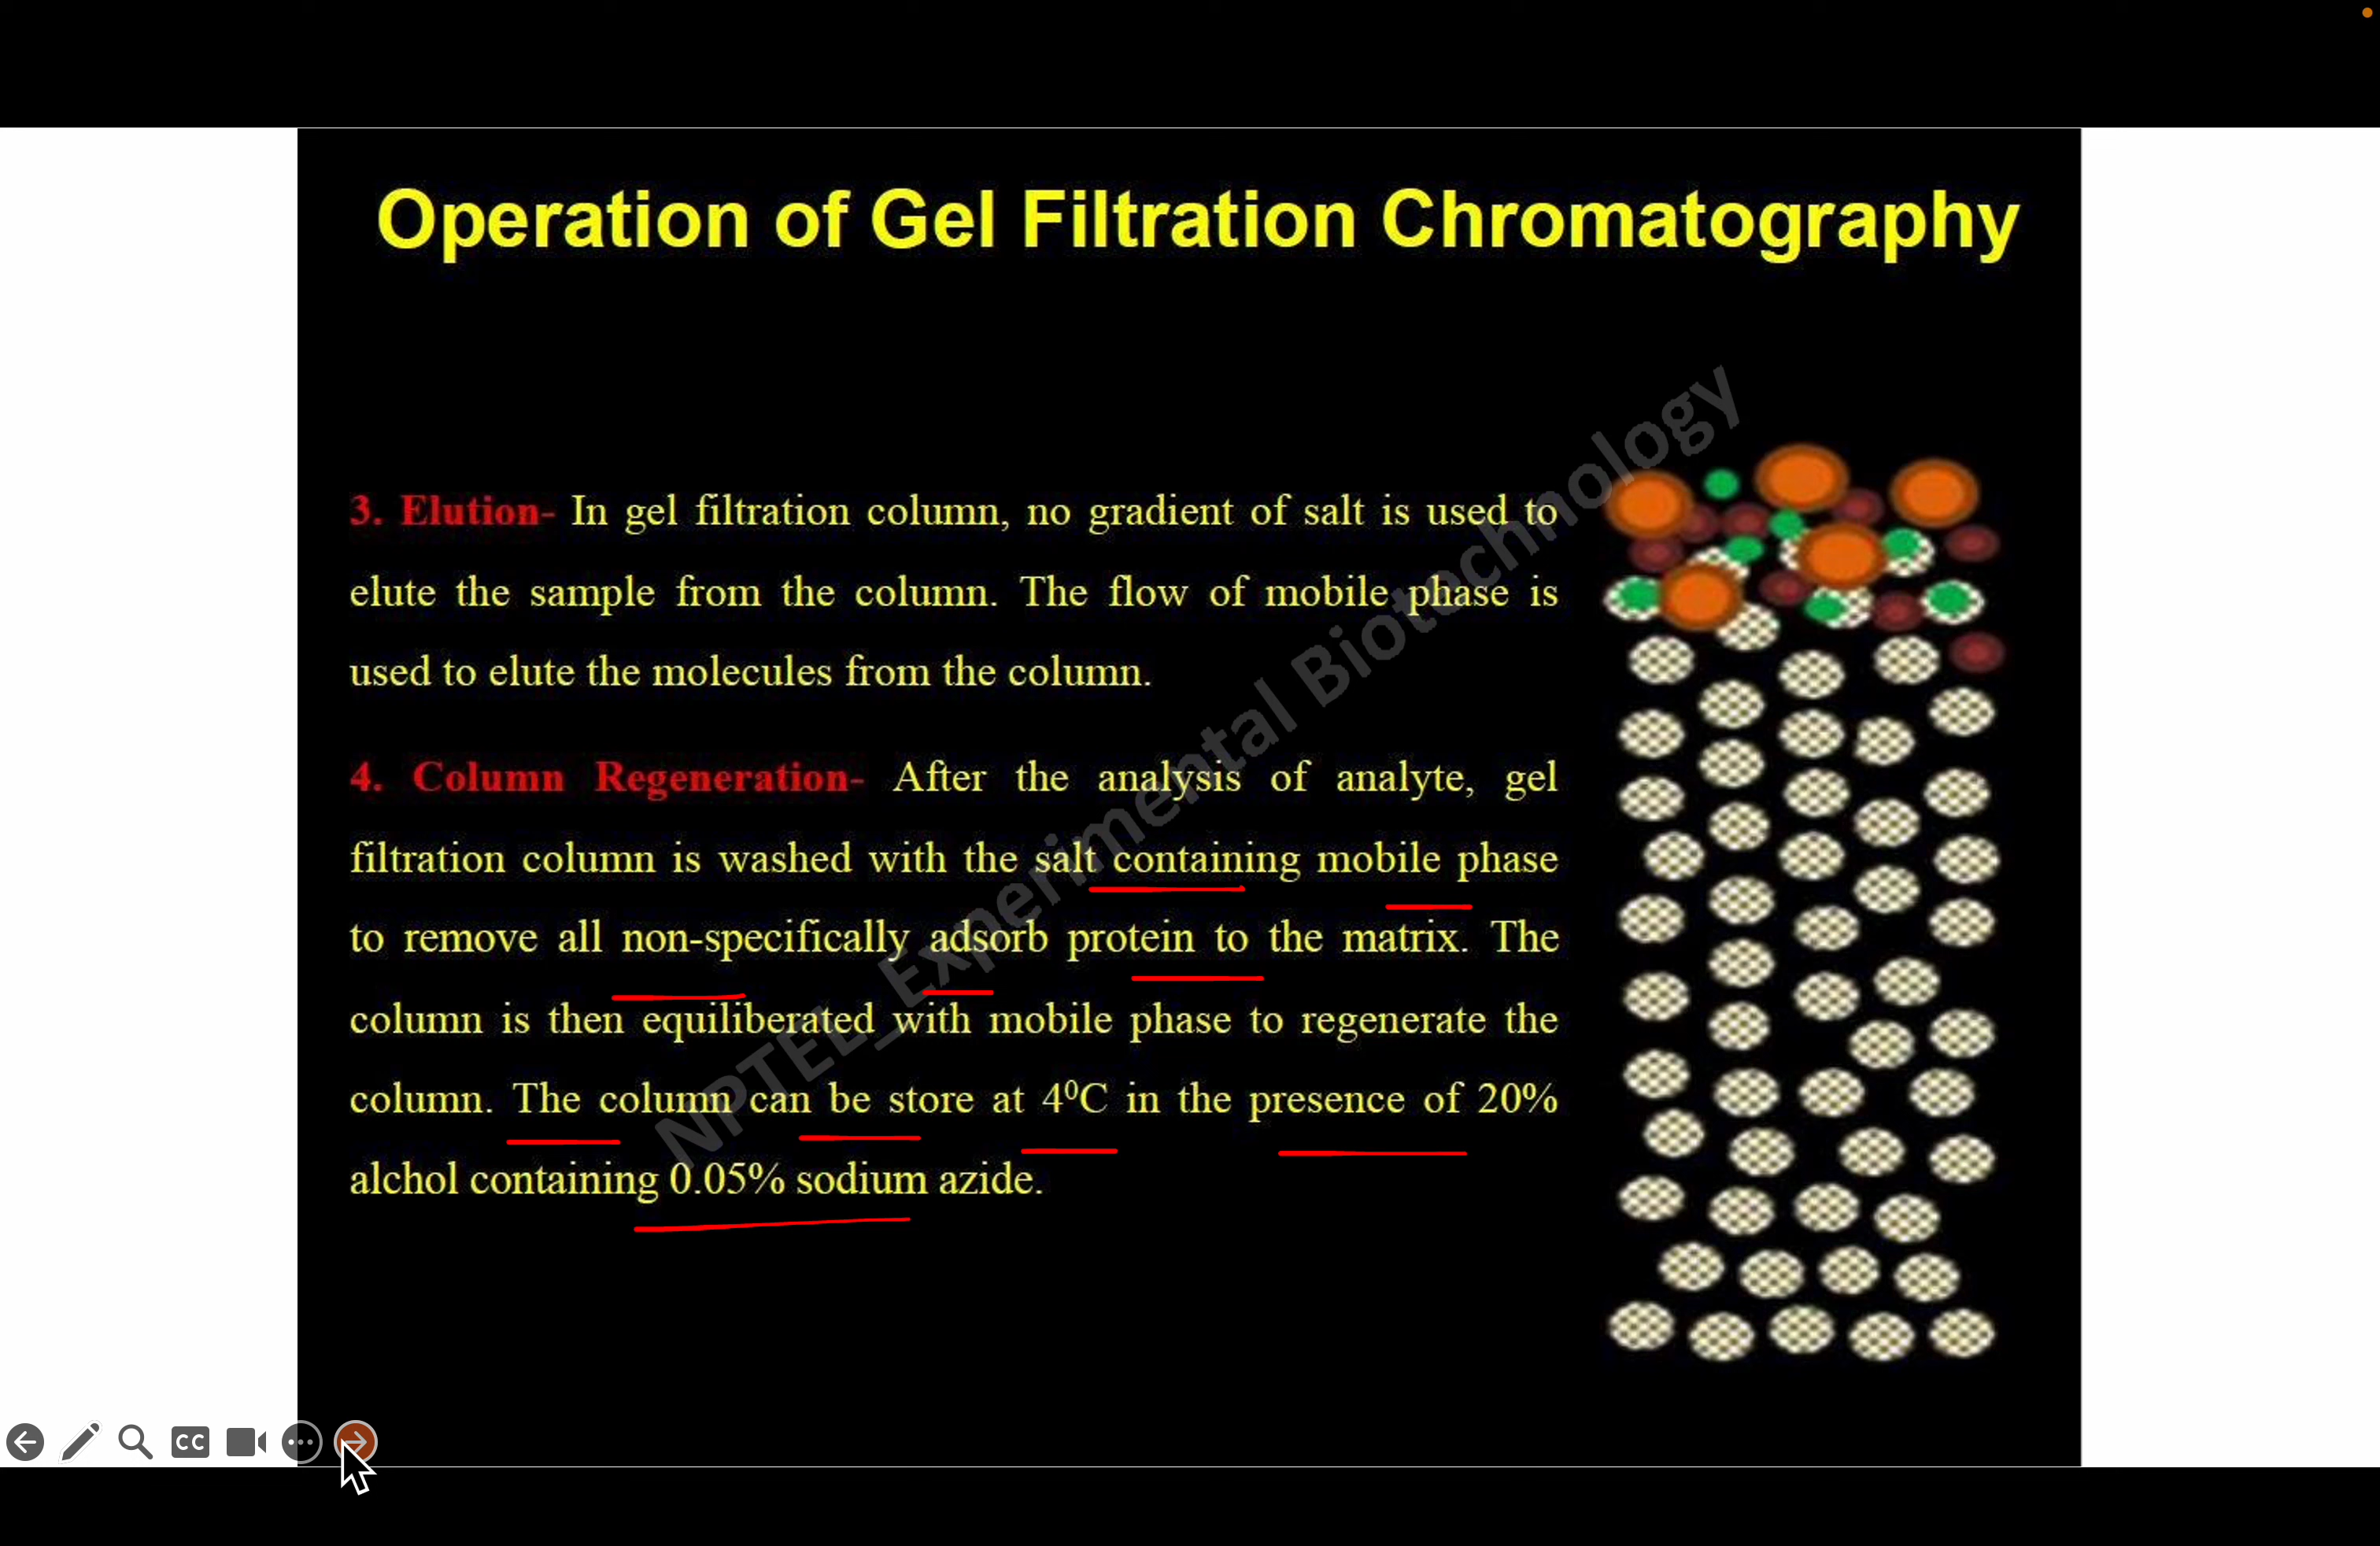 Operation of Gel Filtration Chromatography
3. Elution- In gel filtration column, no gradient of salt is used to
elute the sample from the column. The flow of mobile phase is
used to elute the molecules from the column.
4. Column Regeneration- After the analysis of analyte, gel
filtration column is washed with the salt containing mobile phase
to remove all non-specifically adsorb protein to the matrix. The
column is then equiliberated with mobile phase to regenerate the
column. The column can be store at 4⁰C in the presence of 20%
alchol containing 0.05% sodium azide.
NPTEL_Experimental Biotechnology
CC